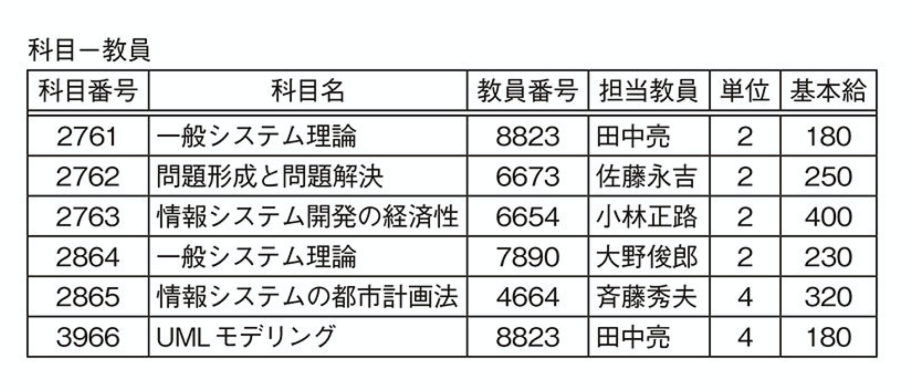 科目－教員
科目番号 科目名 教員番号 担当教員 単位 基本給
2761 一般システム理論 8823 田中亮 2 180
2762 問題形成と問題解決 6673 佐藤永吉 2 250
2763 情報システム開発の経済性 6654 小林正路 2 400
2864 一般システム理論 7890 大野俊郎 2 230
2865 情報システムの都市計画法 4664 斉藤秀夫 4 320
3966 UMLモデリング 8823 田中亮 4 180